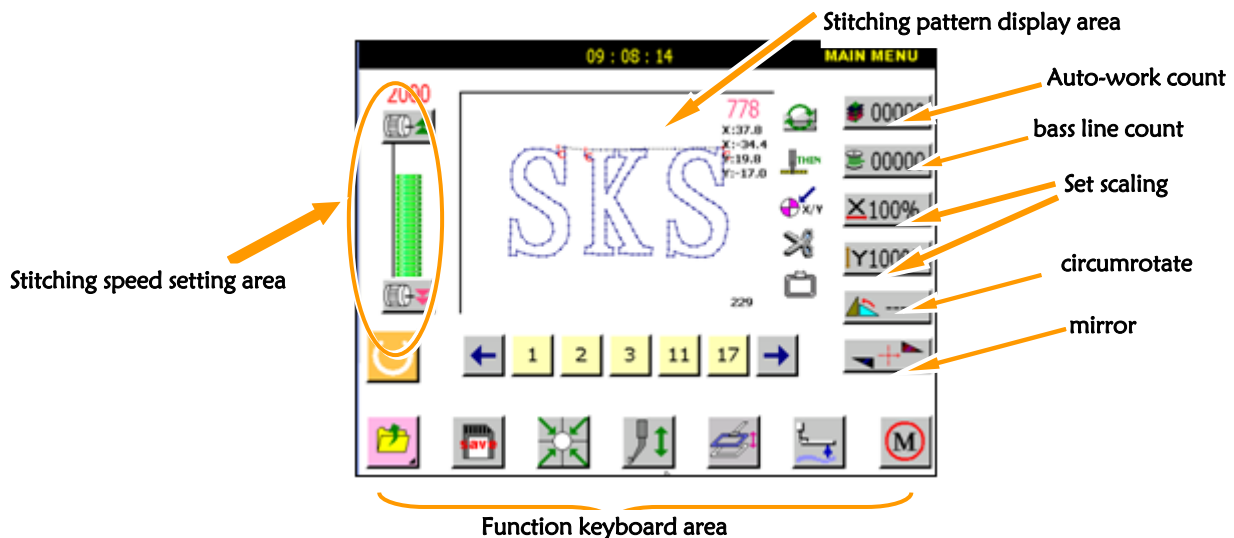 Stitching pattern display area
09 : 08 : 14
MAIN MENU
Auto-work count
2000
778
00000
X:37.8
X:-34.4
Y:19.8
Y:-17.0
THIN
bass line count
00000
X/Y
X100%
Set scaling
SKS
Stitching speed setting area
Y100%
circumrotate
229
---
mirror
1 2 3 11 17
save
M
Function keyboard area